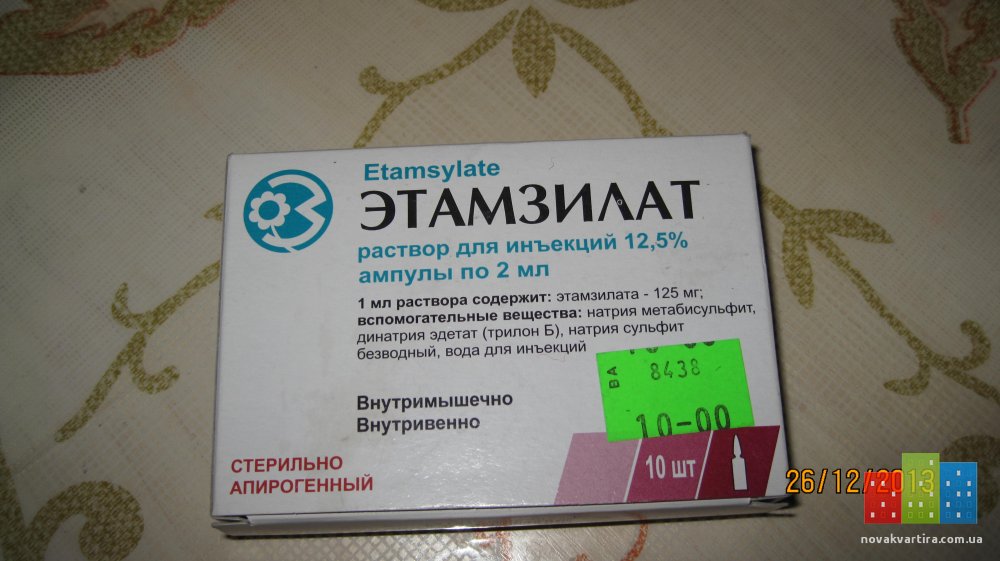 Etamsylate
ЭТАМЗИЛАТ
раствор для инъекций 12,5%
ампулы по 2 мл
1 мл раствора содержит: этамзилата - 125 мг;
вспомогательные вещества: натрия метабисульфит,
динатрия эдетат (трилон Б), натрия сульфит
безводный, вода для инъекций
ВА
8438
10-00
Внутримышечно
Внутривенно
СТЕРИЛЬНО
АПИРОГЕННЫЙ
10 шт
26/12/2013
novakvartira.com.ua